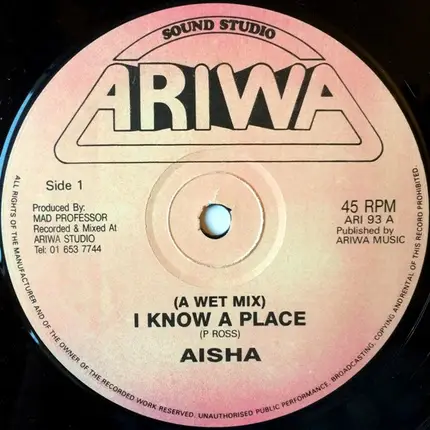 SOUND STUDIO
ARIWA
Side 1
Produced By:
MAD PROFESSOR
Recorded & Mixed At
ARIWA STUDIO
Tel: 01 653 7744
45 RPM
ARI 93 A
Published by
ARIWA MUSIC
(A WET MIX)
I KNOW A PLACE
(P ROSS)
AISHA
ALL RIGHTS OF THE MANUFACTURER AND OF THE OWNER OF THE RECORDED WORK RESERVED. UNAUTHORISED PUBLIC PERFORMANCE, BROADCASTING, COPYING AND RENTAL OF THIS RECORD PROHIBITED.